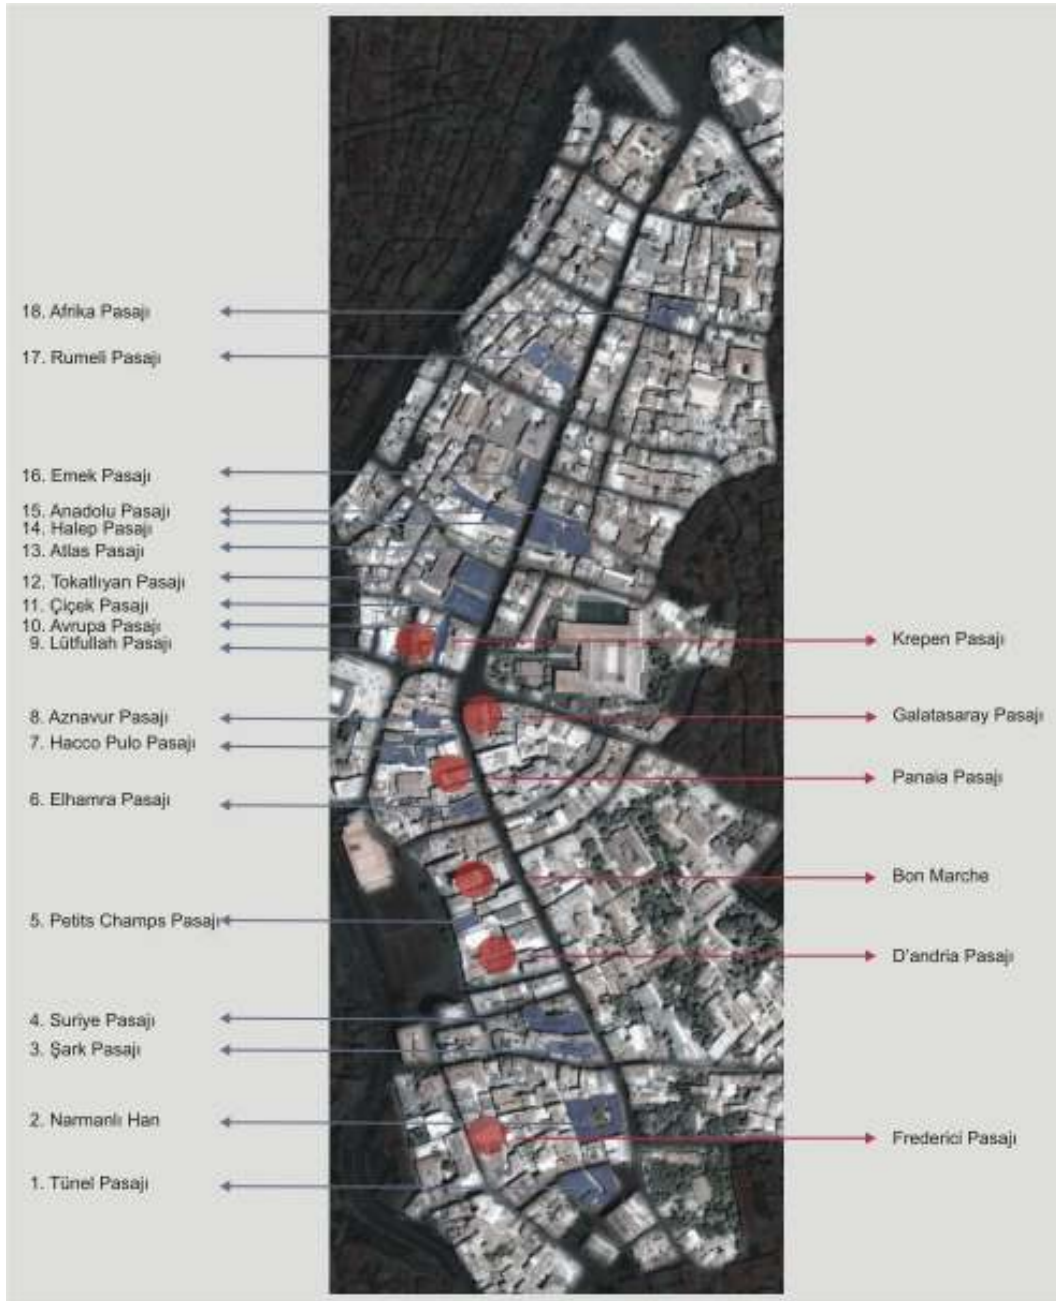 18. Afrika Pasajı
17. Rumeli Pasajı
16. Emek Pasajı
15. Anadolu Pasajı
14. Halep Pasajı
13. Atlas Pasajı
12. Tokatlıyan Pasajı
11. Çiçek Pasajı
10. Avrupa Pasajı
9. Lütfullah Pasajı
8. Aznavur Pasajı
7. Hacco Pulo Pasajı
6. Elhamra Pasajı
5. Petits Champs Pasajı
4. Suriye Pasajı
3. Şark Pasajı
2. Narmanlı Han
1. Tünel Pasajı
Krepen Pasajı
Galatasaray Pasajı
Panaia Pasajı
Bon Marche
D'andria Pasajı
Frederici Pasajı